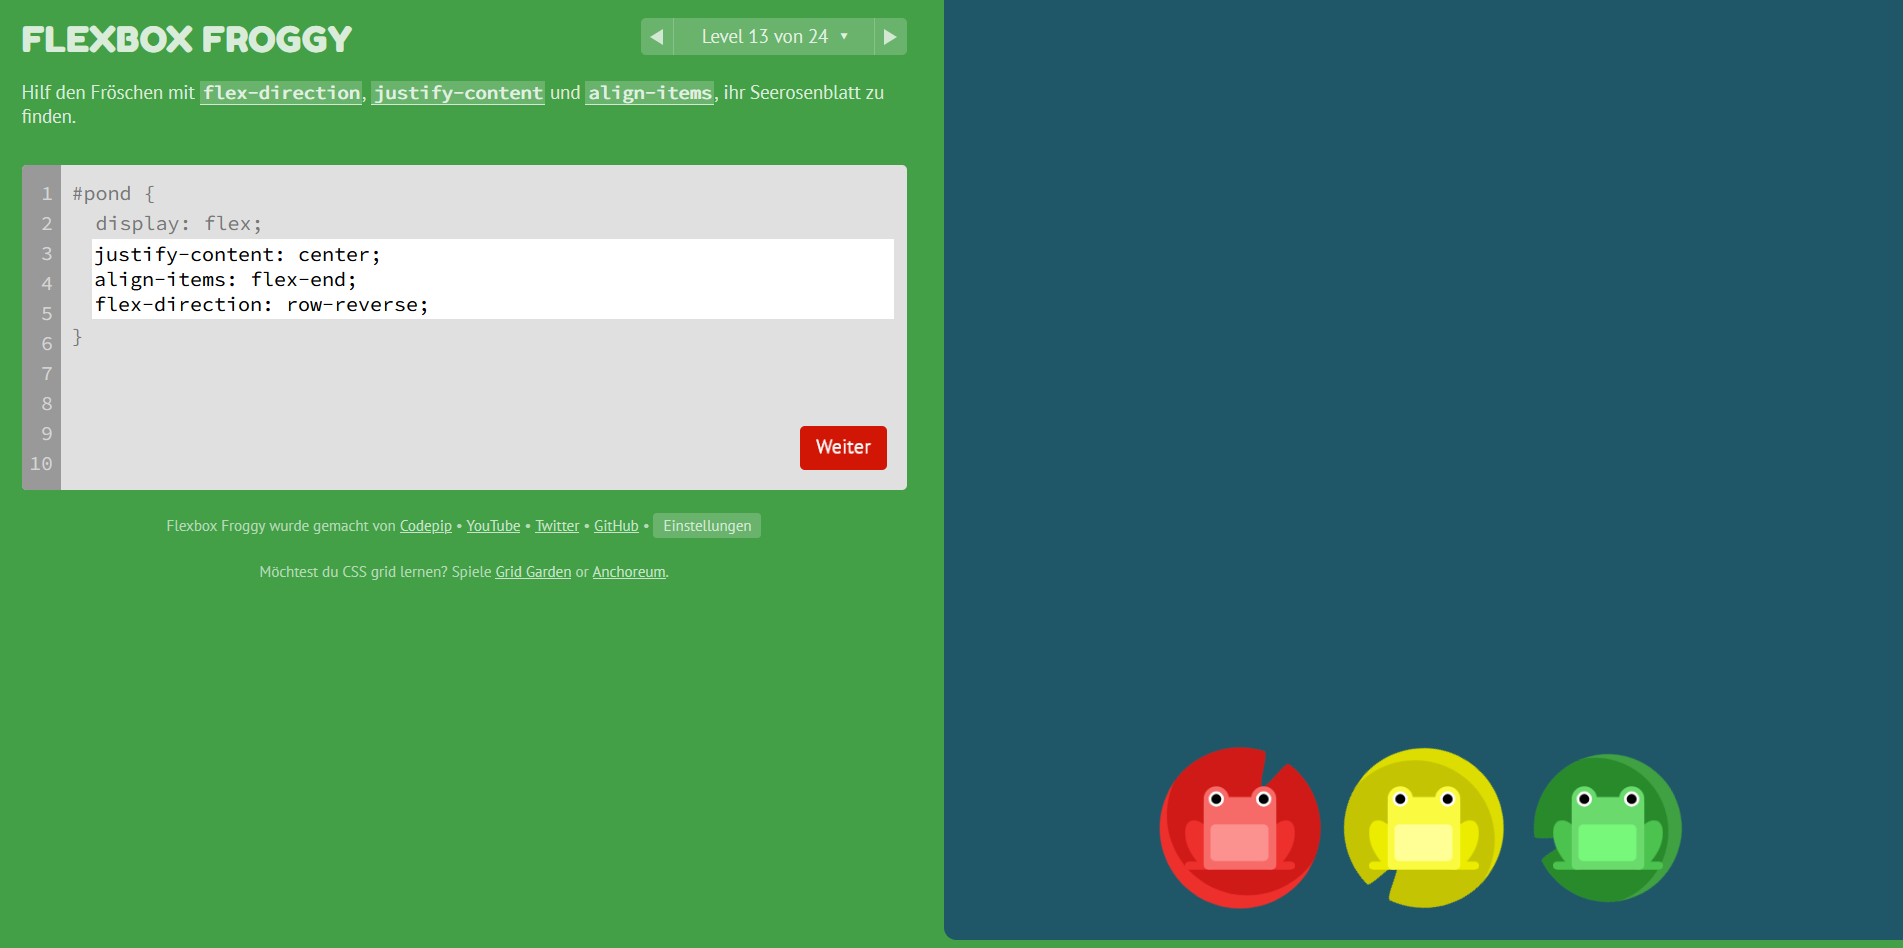 FLEXBOX FROGGY
Level 13 von 24
Hilf den Fröschen mit flex-direction, justify-content und align-items, ihr Seerosenblatt zu
finden.
1 #pond {
2 display: flex;
3 justify-content: center;
4 align-items: flex-end;
5 flex-direction: row-reverse;
6 }
7
8
9
10
Weiter
Flexbox Froggy wurde gemacht von Codepip • YouTube • Twitter • GitHub • Einstellungen
Möchtest du CSS grid lernen? Spiele Grid Garden or Anchoreum.